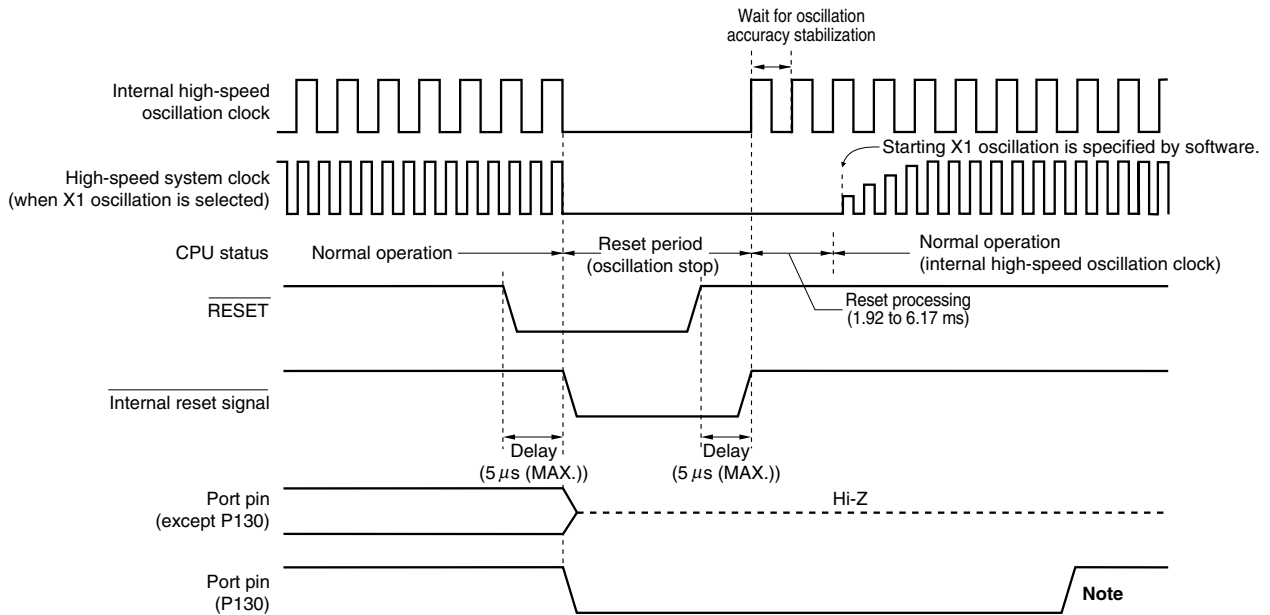 Wait for oscillation
accuracy stabilization
Internal high-speed
oscillation clock
Starting X1 oscillation is specified by software.
High-speed system clock
(when X1 oscillation is selected)
CPU status
Normal operation
Reset period
(oscillation stop)
Normal operation
(internal high-speed oscillation clock)
RESET
Reset processing
(1.92 to 6.17 ms)
Internal reset signal
Delay
(5 μs (MAX.))
Delay
(5 μs (MAX.))
Port pin
(except P130)
Hi-Z
Port pin
(P130)
Note